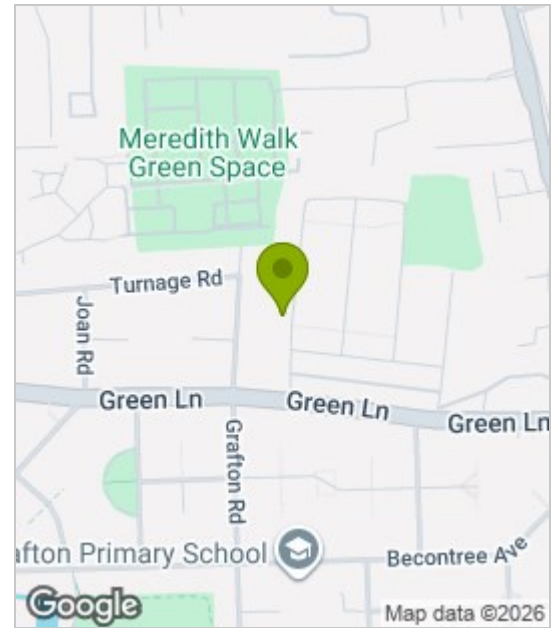 Meredith Walk
Green Space
Turnage Rd
Joan Rd
Green Ln
Green Ln
Green Ln
Grafton Rd
afton Primary School
Becontree Ave
Google
Map data ©2026